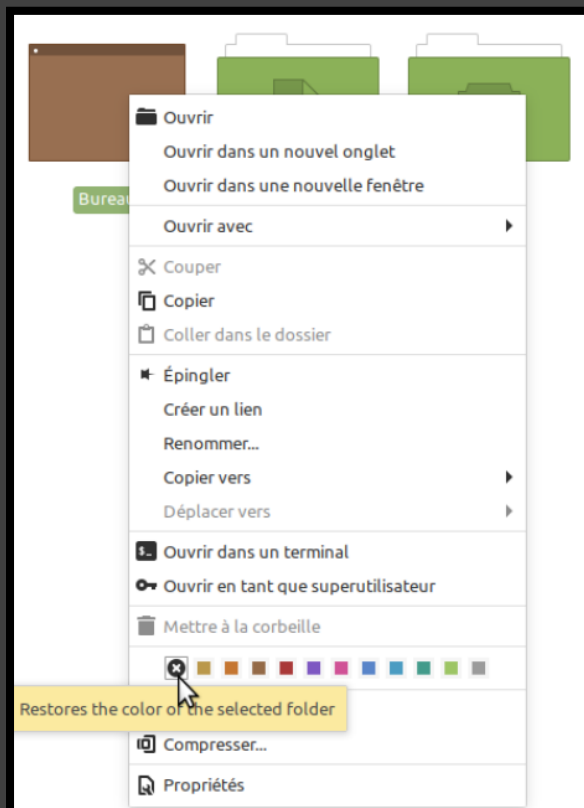 Ouvrir
Ouvrir dans un nouvel onglet
Ouvrir dans une nouvelle fenêtre
Bureau
Ouvrir avec
Couper
Copier
Coller dans le dossier
Épingler
Créer un lien
Renommer...
Copier vers
Déplacer vers
Ouvrir dans un terminal
Ouvrir en tant que superutilisateur
Mettre à la corbeille
Restores the color of the selected folder
Compresser...
Propriétés